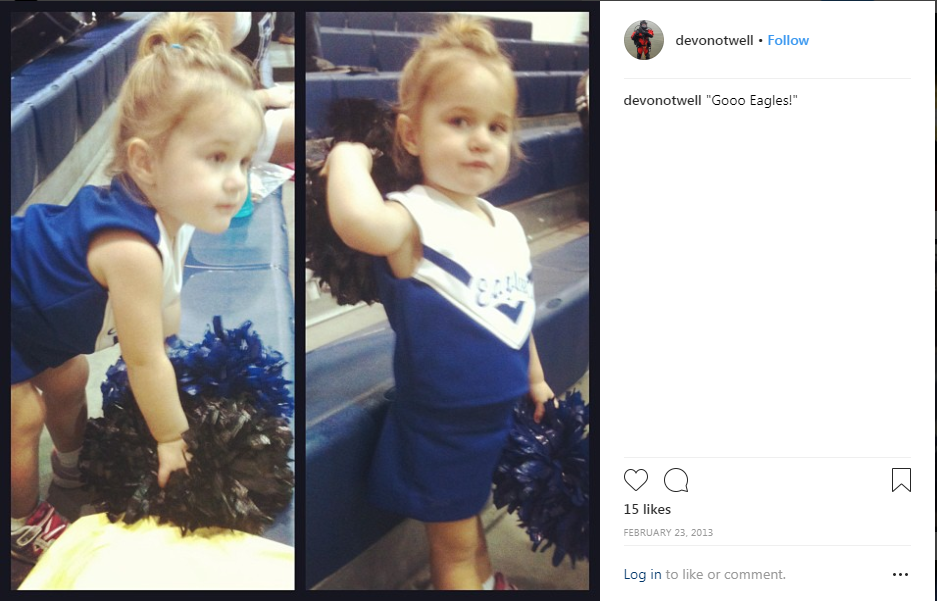 devonotwell • Follow
devonotwell "Gooo Eagles!"
15 likes
FEBRUARY 23, 2013
Log in to like or comment.